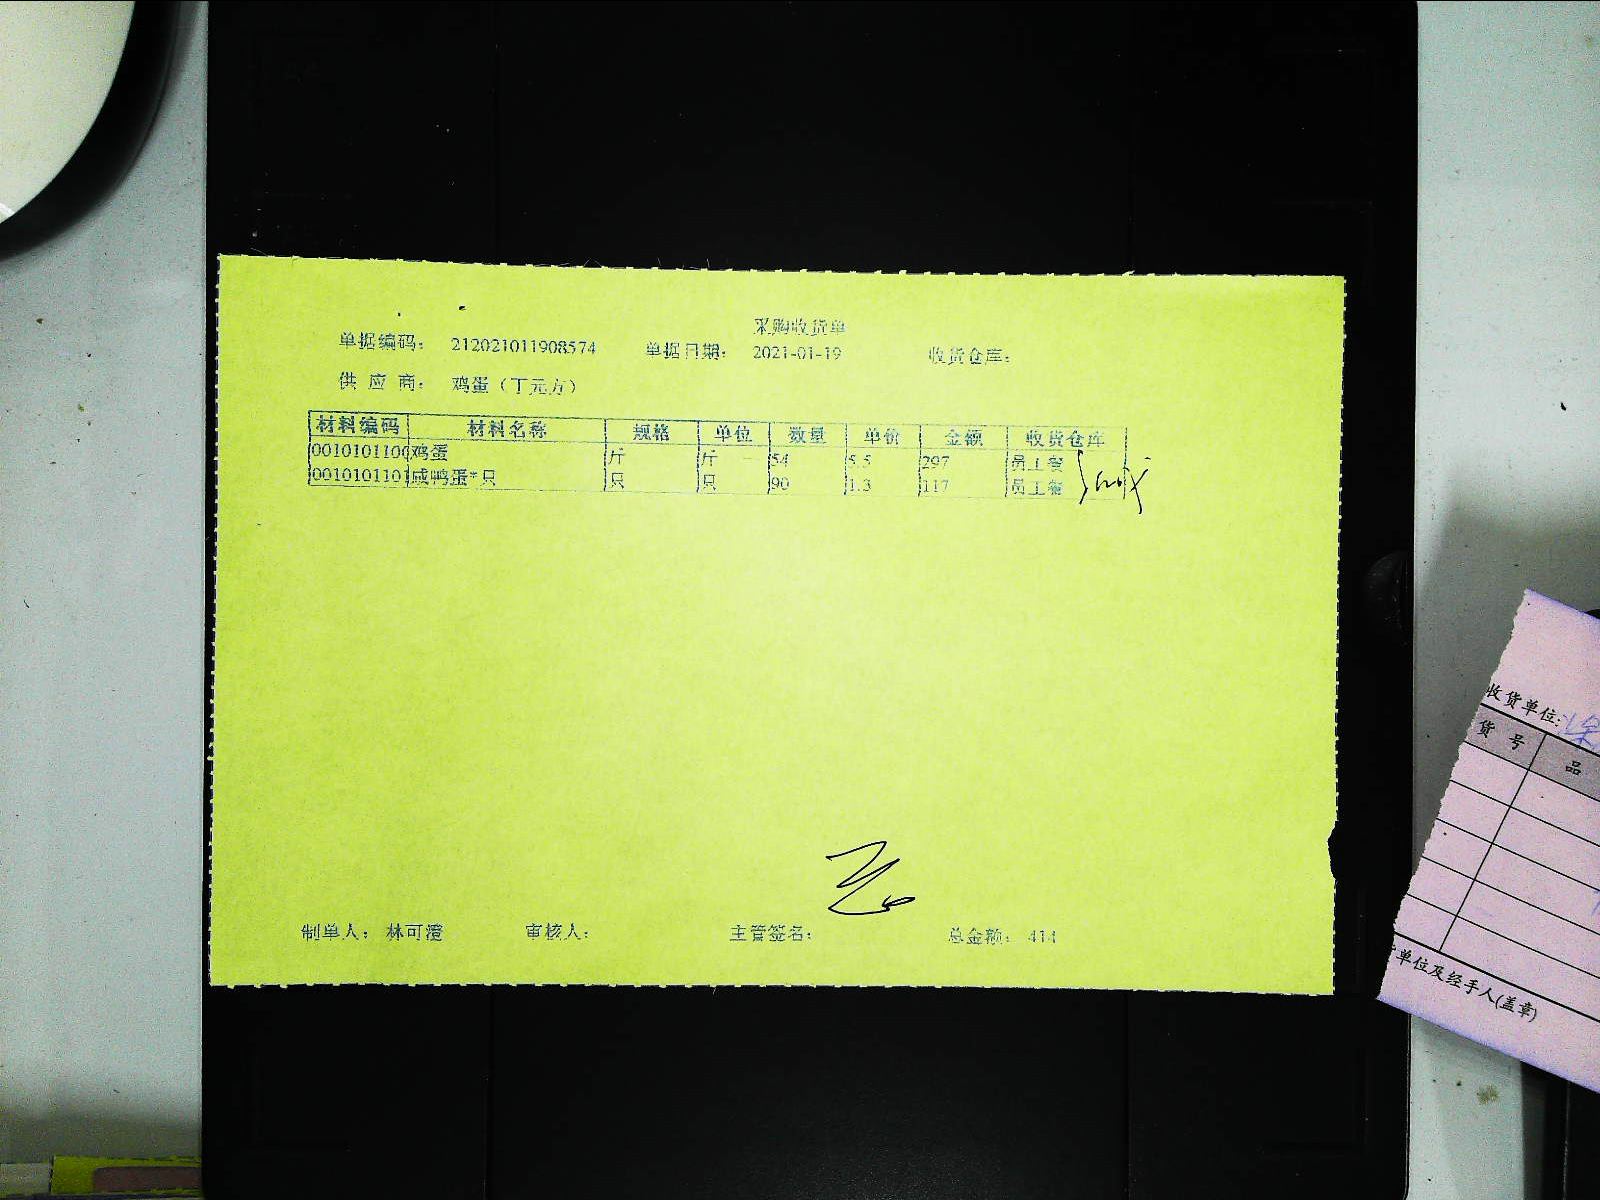 采购收货单
单据编码： 212021011908574 单据日期： 2021-01-19 收货仓库：
供 应 商： 鸡蛋（丁元方）
材料编码 材料名称 规格 单位 数量 单价 金额 收货仓库
0010101100 鸡蛋 斤 斤 54 5.5 297 员工餐
0010101101 咸鸭蛋*只 只 只 90 1.3 117 员工餐
制单人： 林可澄 审核人： 主管签名： 总金额： 414
收货单位:
货 号 品
单位及经手人(盖章)